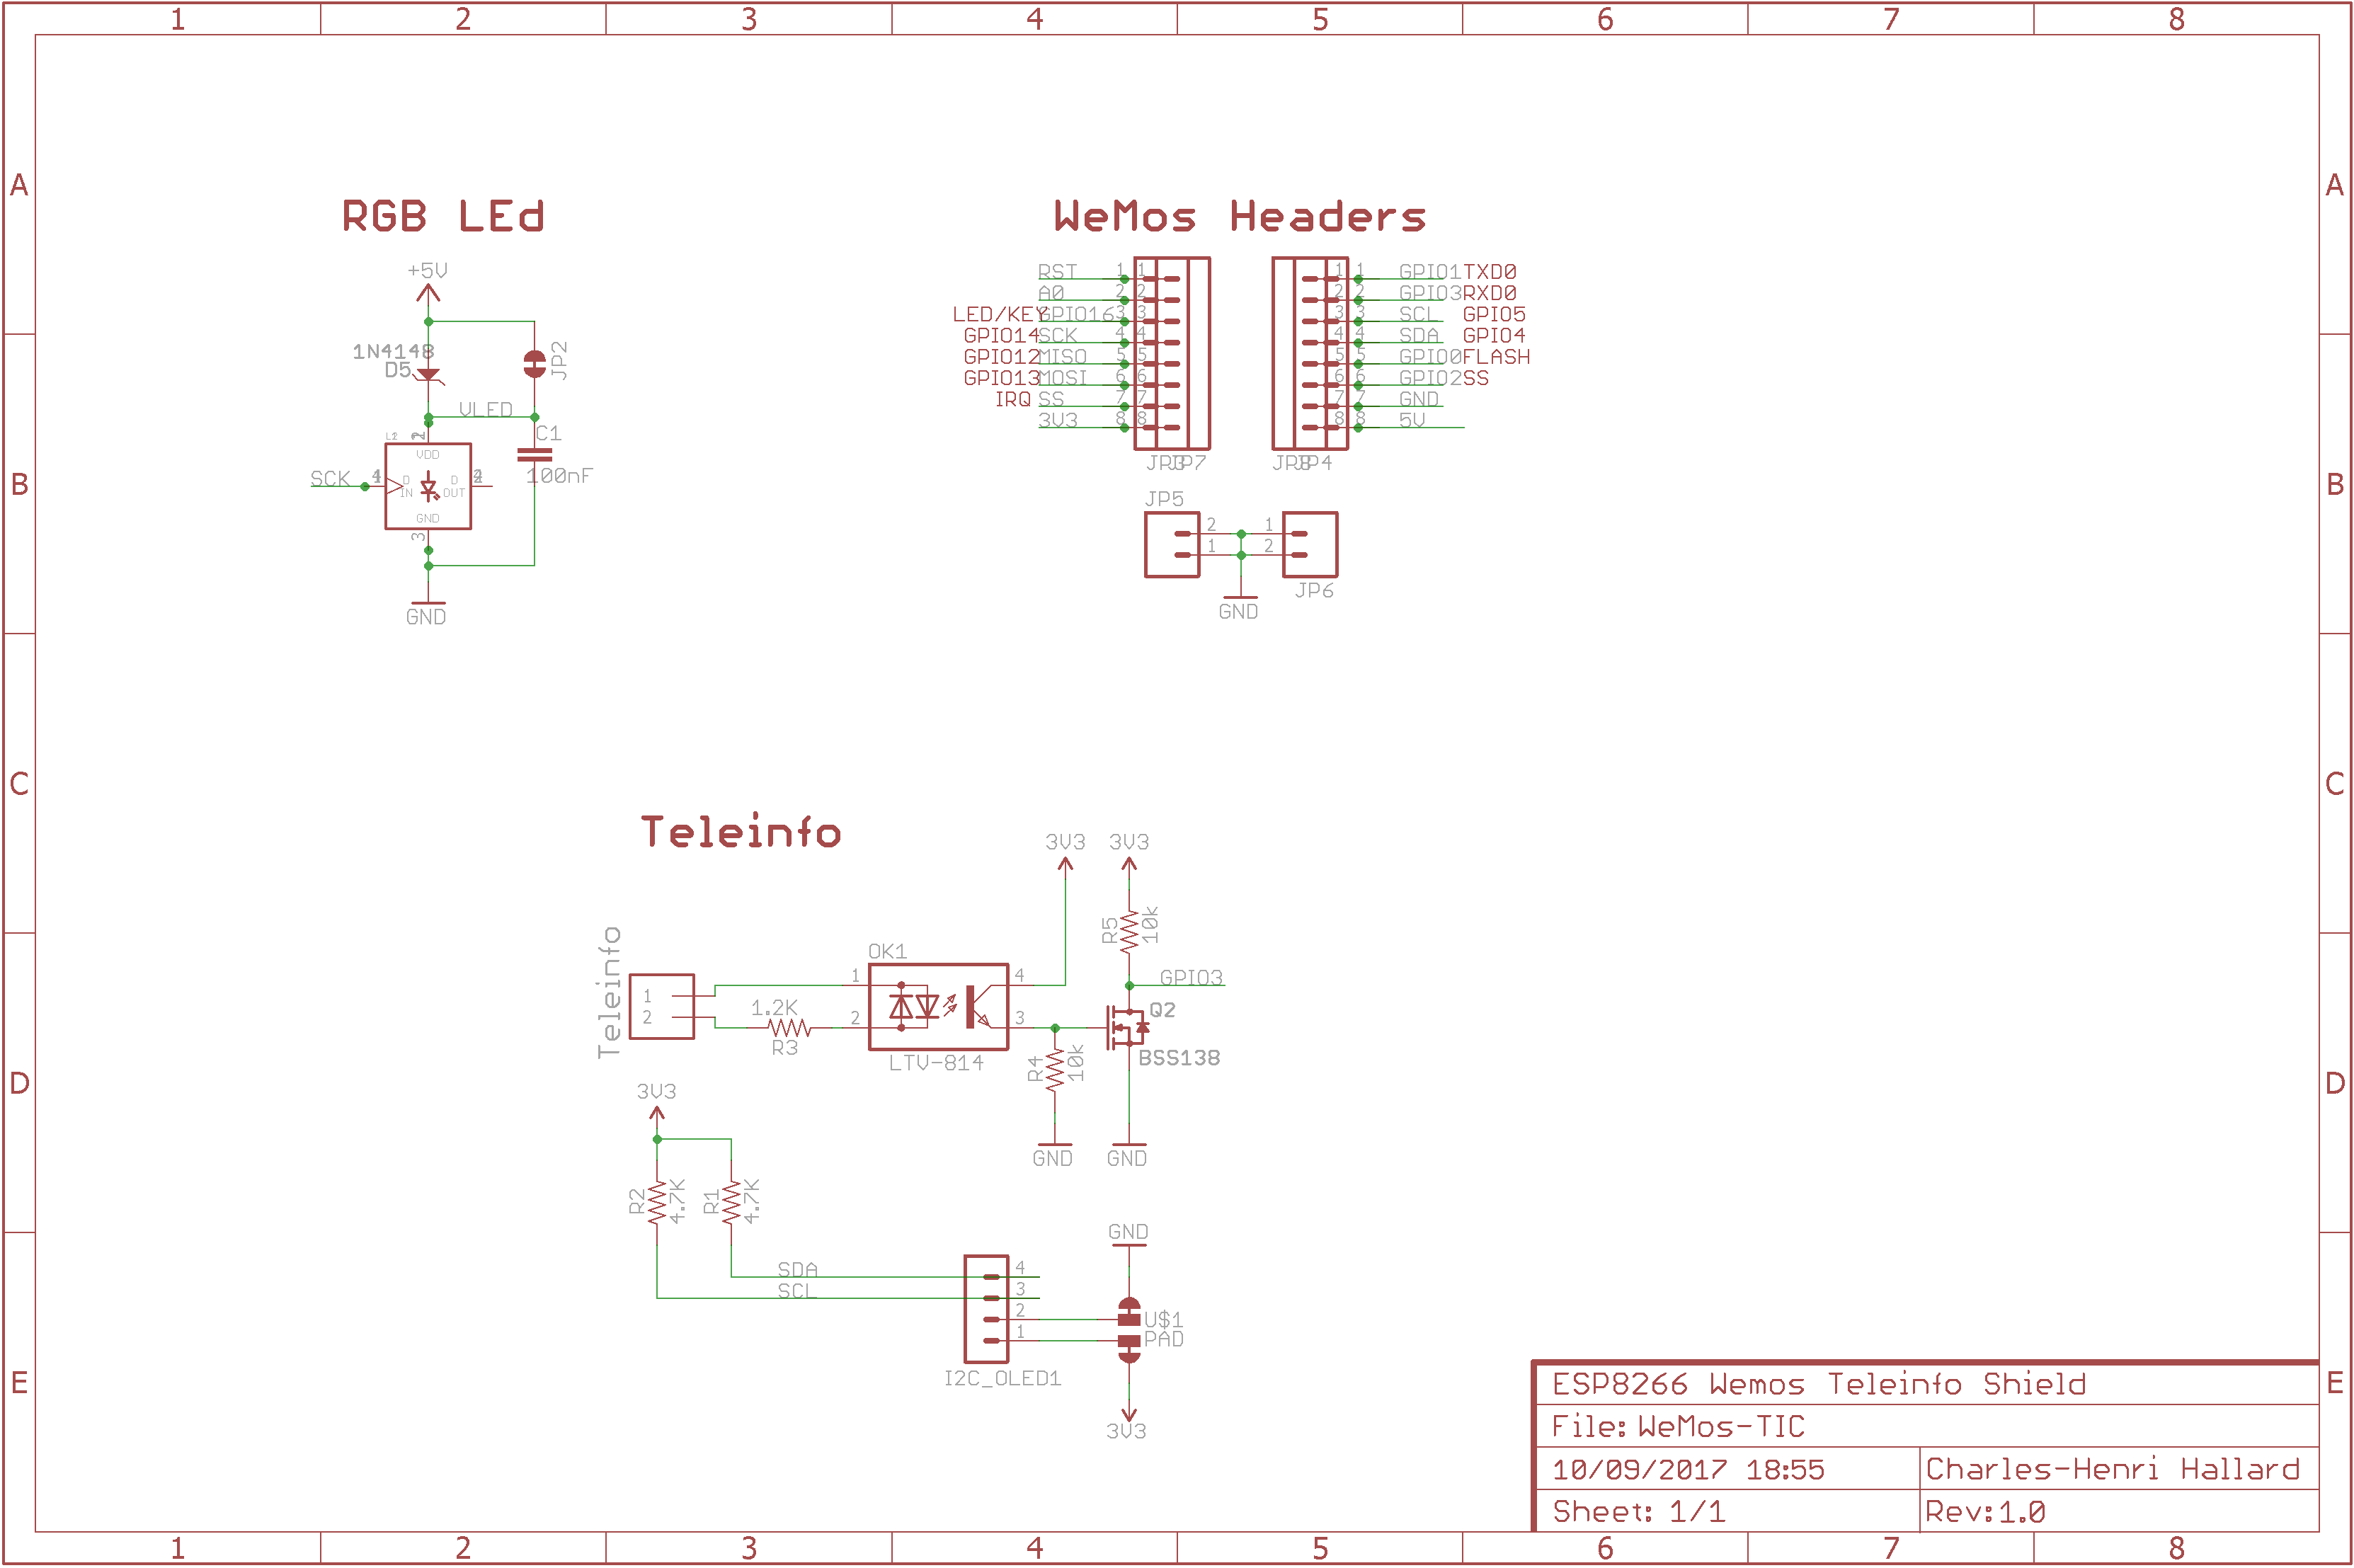 1 2 3 4 5 6 7 8
A A
RGB LEd
WeMos Headers
+5V
1N4148
D5
JP2
VLED
C1
100nF
VDD
SCK
D IN
D OUT
GND
3
GND
RST 1 1
A0 2 2
LED/KEY GPIO16 3 3
GPIO14 SCK 4 4
GPIO12 MISO 5 5
GPIO13 MOSI 6 6
IRQ SS 7 7
3V3 8 8
JP3 JP7
1 1 GPIO1 TXD0
2 2 GPIO3 RXD0
3 3 SCL GPIO5
4 4 SDA GPIO4
5 5 GPIO0 FLASH
6 6 GPIO2 SS
7 7 GND
8 8 5V
JP8 JP4
B B
JP5
2 1
1 2
JP6
GND
C C
Teleinfo
3V3 3V3
R5 10k
Teleinfo
1
2
1.2K
R3
OK1
1 4
2 3
LTV-814
GPIO3
Q2
BSS138
R4 10k
GND GND
D D
3V3
R2 4.7K
R1 4.7K
SDA
SCL
4
3
2
1
I2C_OLED1
GND
U$1
PAD
3V3
E E
ESP8266 Wemos Teleinfo Shield
File: WeMos-TIC
10/09/2017 18:55
Charles-Henri Hallard
Sheet: 1/1
Rev:1.0
1 2 3 4 5 6 7 8